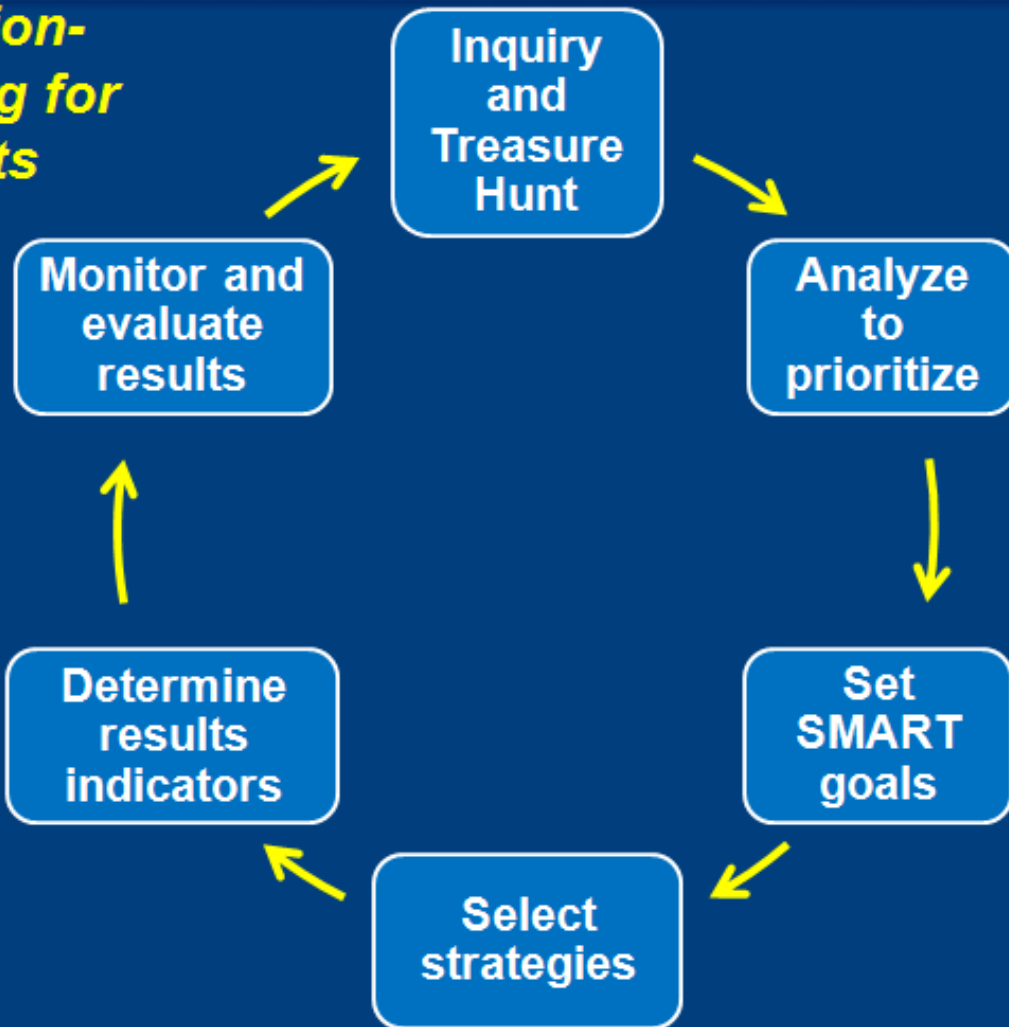 ion-
g for
ts
Inquiry
and
Treasure
Hunt
Analyze
to
prioritize
Set
SMART
goals
Select
strategies
Determine
results
indicators
Monitor and
evaluate
results